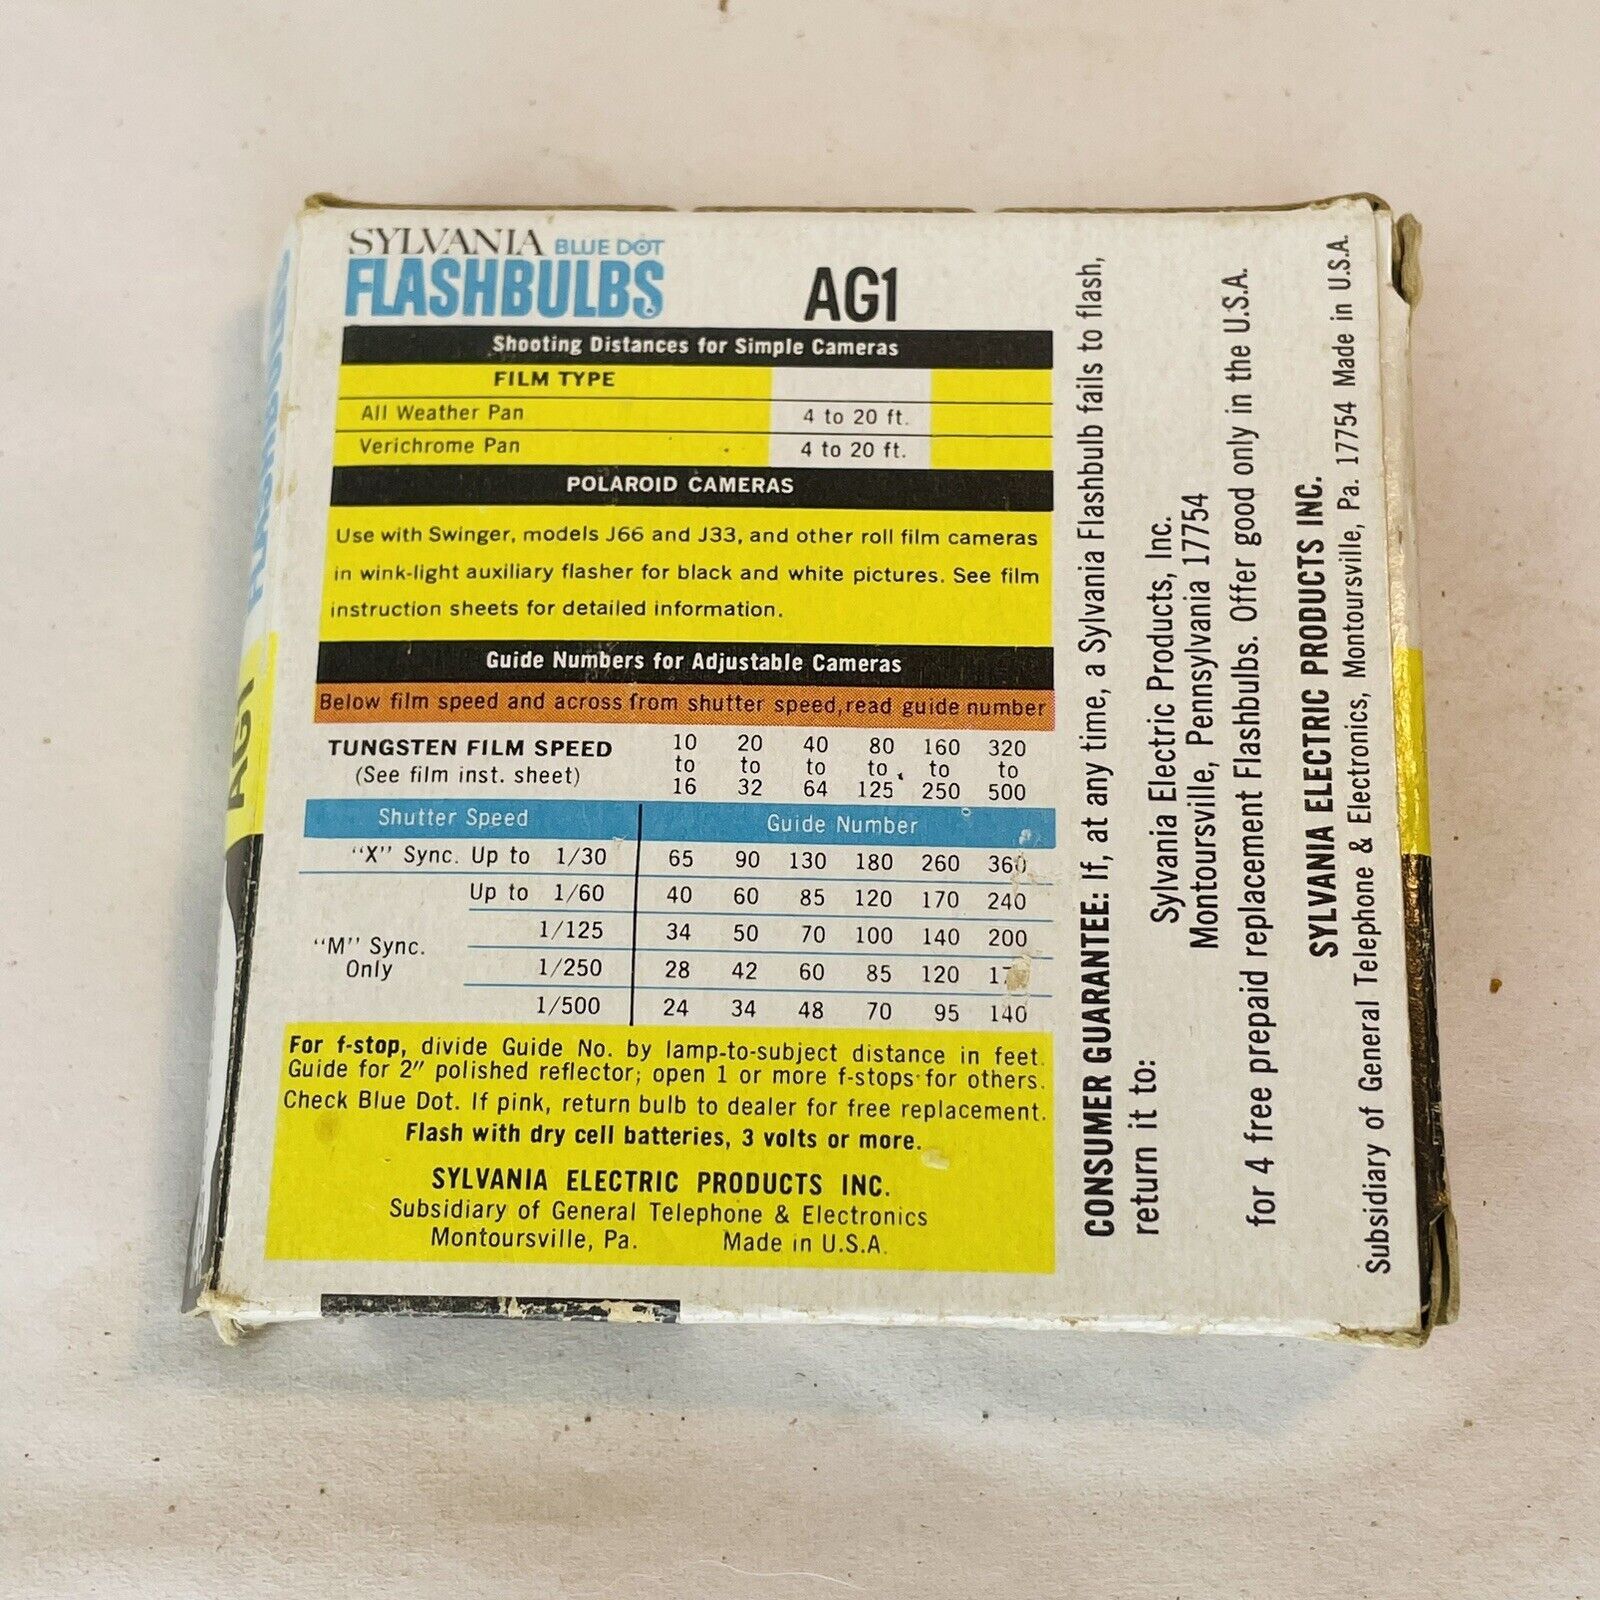 SYLVANIA BLUE DOT
FLASHBULBS
AG1
Shooting Distances for Simple Cameras
FILM TYPE
All Weather Pan 4 to 20 ft.
Verichrome Pan 4 to 20 ft.
POLAROID CAMERAS
Use with Swinger, models J66 and J33, and other roll film cameras
in wink-light auxiliary flasher for black and white pictures. See film
instruction sheets for detailed information.
Guide Numbers for Adjustable Cameras
Below film speed and across from shutter speed, read guide number
TUNGSTEN FILM SPEED 10 20 40 80 160 320
(See film inst. sheet) to to to to to to
16 32 64 125 250 500
Shutter Speed Guide Number
"X" Sync. Up to 1/30 65 90 130 180 260 360
Up to 1/60 40 60 85 120 170 240
"M" Sync. 1/125 34 50 70 100 140 200
Only 1/250 28 42 60 85 120
1/500 24 34 48 70 95 140
For f-stop, divide Guide No. by lamp-to-subject distance in feet.
Guide for 2" polished reflector; open 1 or more f-stops for others.
Check Blue Dot. If pink, return bulb to dealer for free replacement.
Flash with dry cell batteries, 3 volts or more.
SYLVANIA ELECTRIC PRODUCTS INC.
Subsidiary of General Telephone & Electronics
Montoursville, Pa. Made in U.S.A.
CONSUMER GUARANTEE: If, at any time, a Sylvania Flashbulb fails to flash,
return it to:
Sylvania Electric Products, Inc.
Montoursville, Pennsylvania 17754
for 4 free prepaid replacement Flashbulbs. Offer good only in the U.S.A.
SYLVANIA ELECTRIC PRODUCTS INC.
Subsidiary of General Telephone & Electronics, Montoursville, Pa. 17754 Made in U.S.A.
FLASHBULBS
AG1